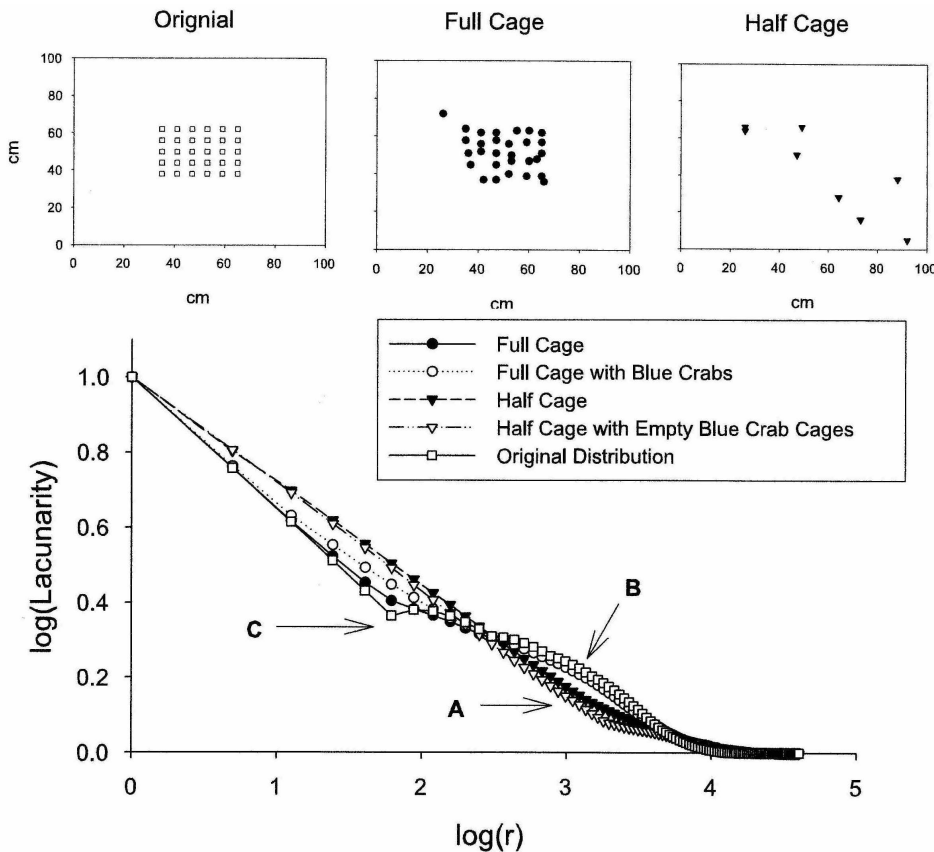 Orignial
Full Cage
Half Cage
100
80
60
40
20
0
cm
0 20 40 60 80 100
0 20 40 60 80 100
0 20 40 60 80 100
cm
cm
cm
Full Cage
Full Cage with Blue Crabs
Half Cage
Half Cage with Empty Blue Crab Cages
Original Distribution
1.0
0.8
0.6
0.4
0.2
0.0
log(Lacunarity)
A
B
C
0 1 2 3 4 5
log(r)